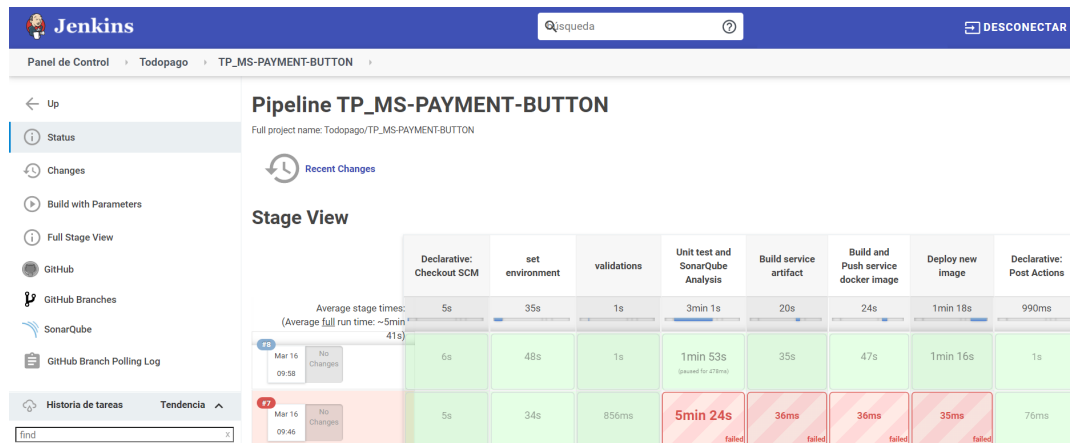 Jenkins
búsqueda
DESCONECTAR
Panel de Control
Todopago
TP_MS-PAYMENT-BUTTON
Up
Status
Changes
Build with Parameters
Full Stage View
GitHub
GitHub Branches
SonarQube
GitHub Branch Polling Log
Historia de tareas
Tendencia
find
x
Pipeline TP_MS-PAYMENT-BUTTON
Full project name: Todopago/TP_MS-PAYMENT-BUTTON
Recent Changes
Stage View
Declarative: Checkout SCM
set environment
validations
Unit test and SonarQube Analysis
Build service artifact
Build and Push service docker image
Deploy new image
Declarative: Post Actions
Average stage times:
(Average full run time: ~5min
41s)
5s
35s
1s
3min 1s
20s
24s
1min 18s
990ms
#8
Mar 16
09:58
No Changes
6s
48s
1s
1min 53s
(paused for 478ms)
35s
47s
1min 16s
1s
#7
Mar 16
09:46
No Changes
5s
34s
856ms
5min 24s
failed
36ms
failed
36ms
failed
35ms
failed
76ms